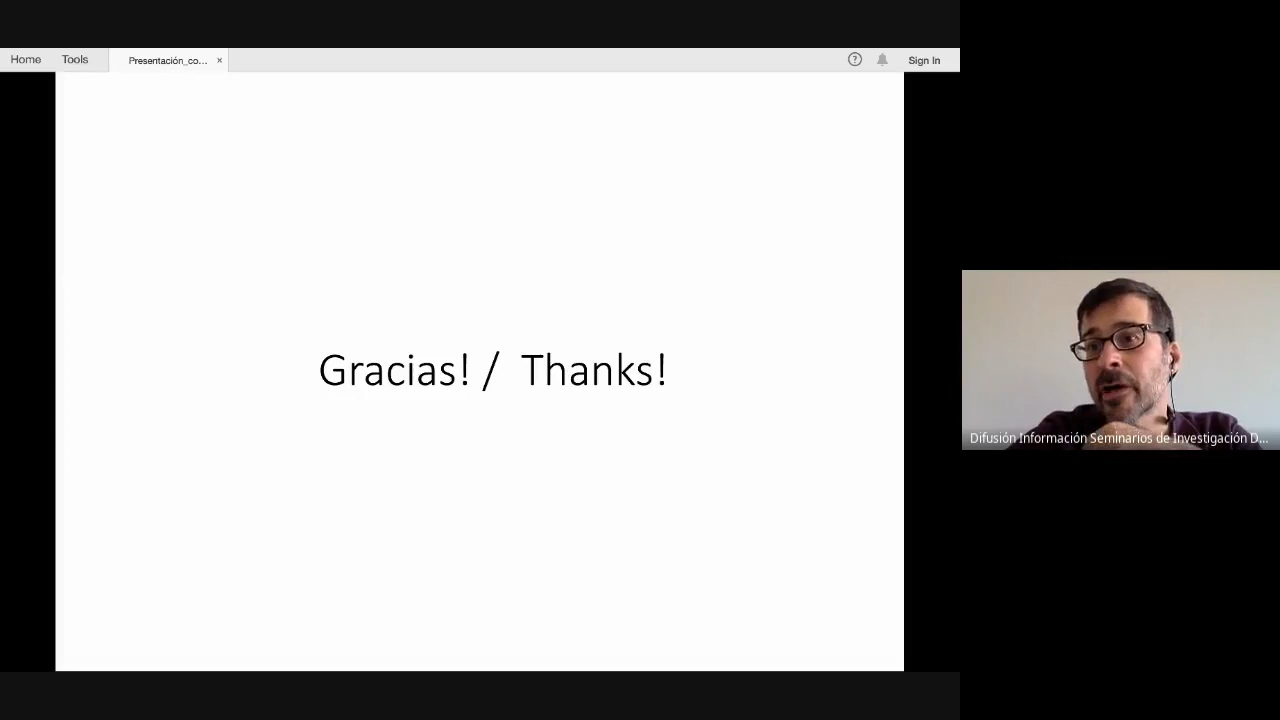 Home Tools Presentación_co... × ? Sign In
Gracias! / Thanks!
Difusión Información Seminarios de Investigación D...